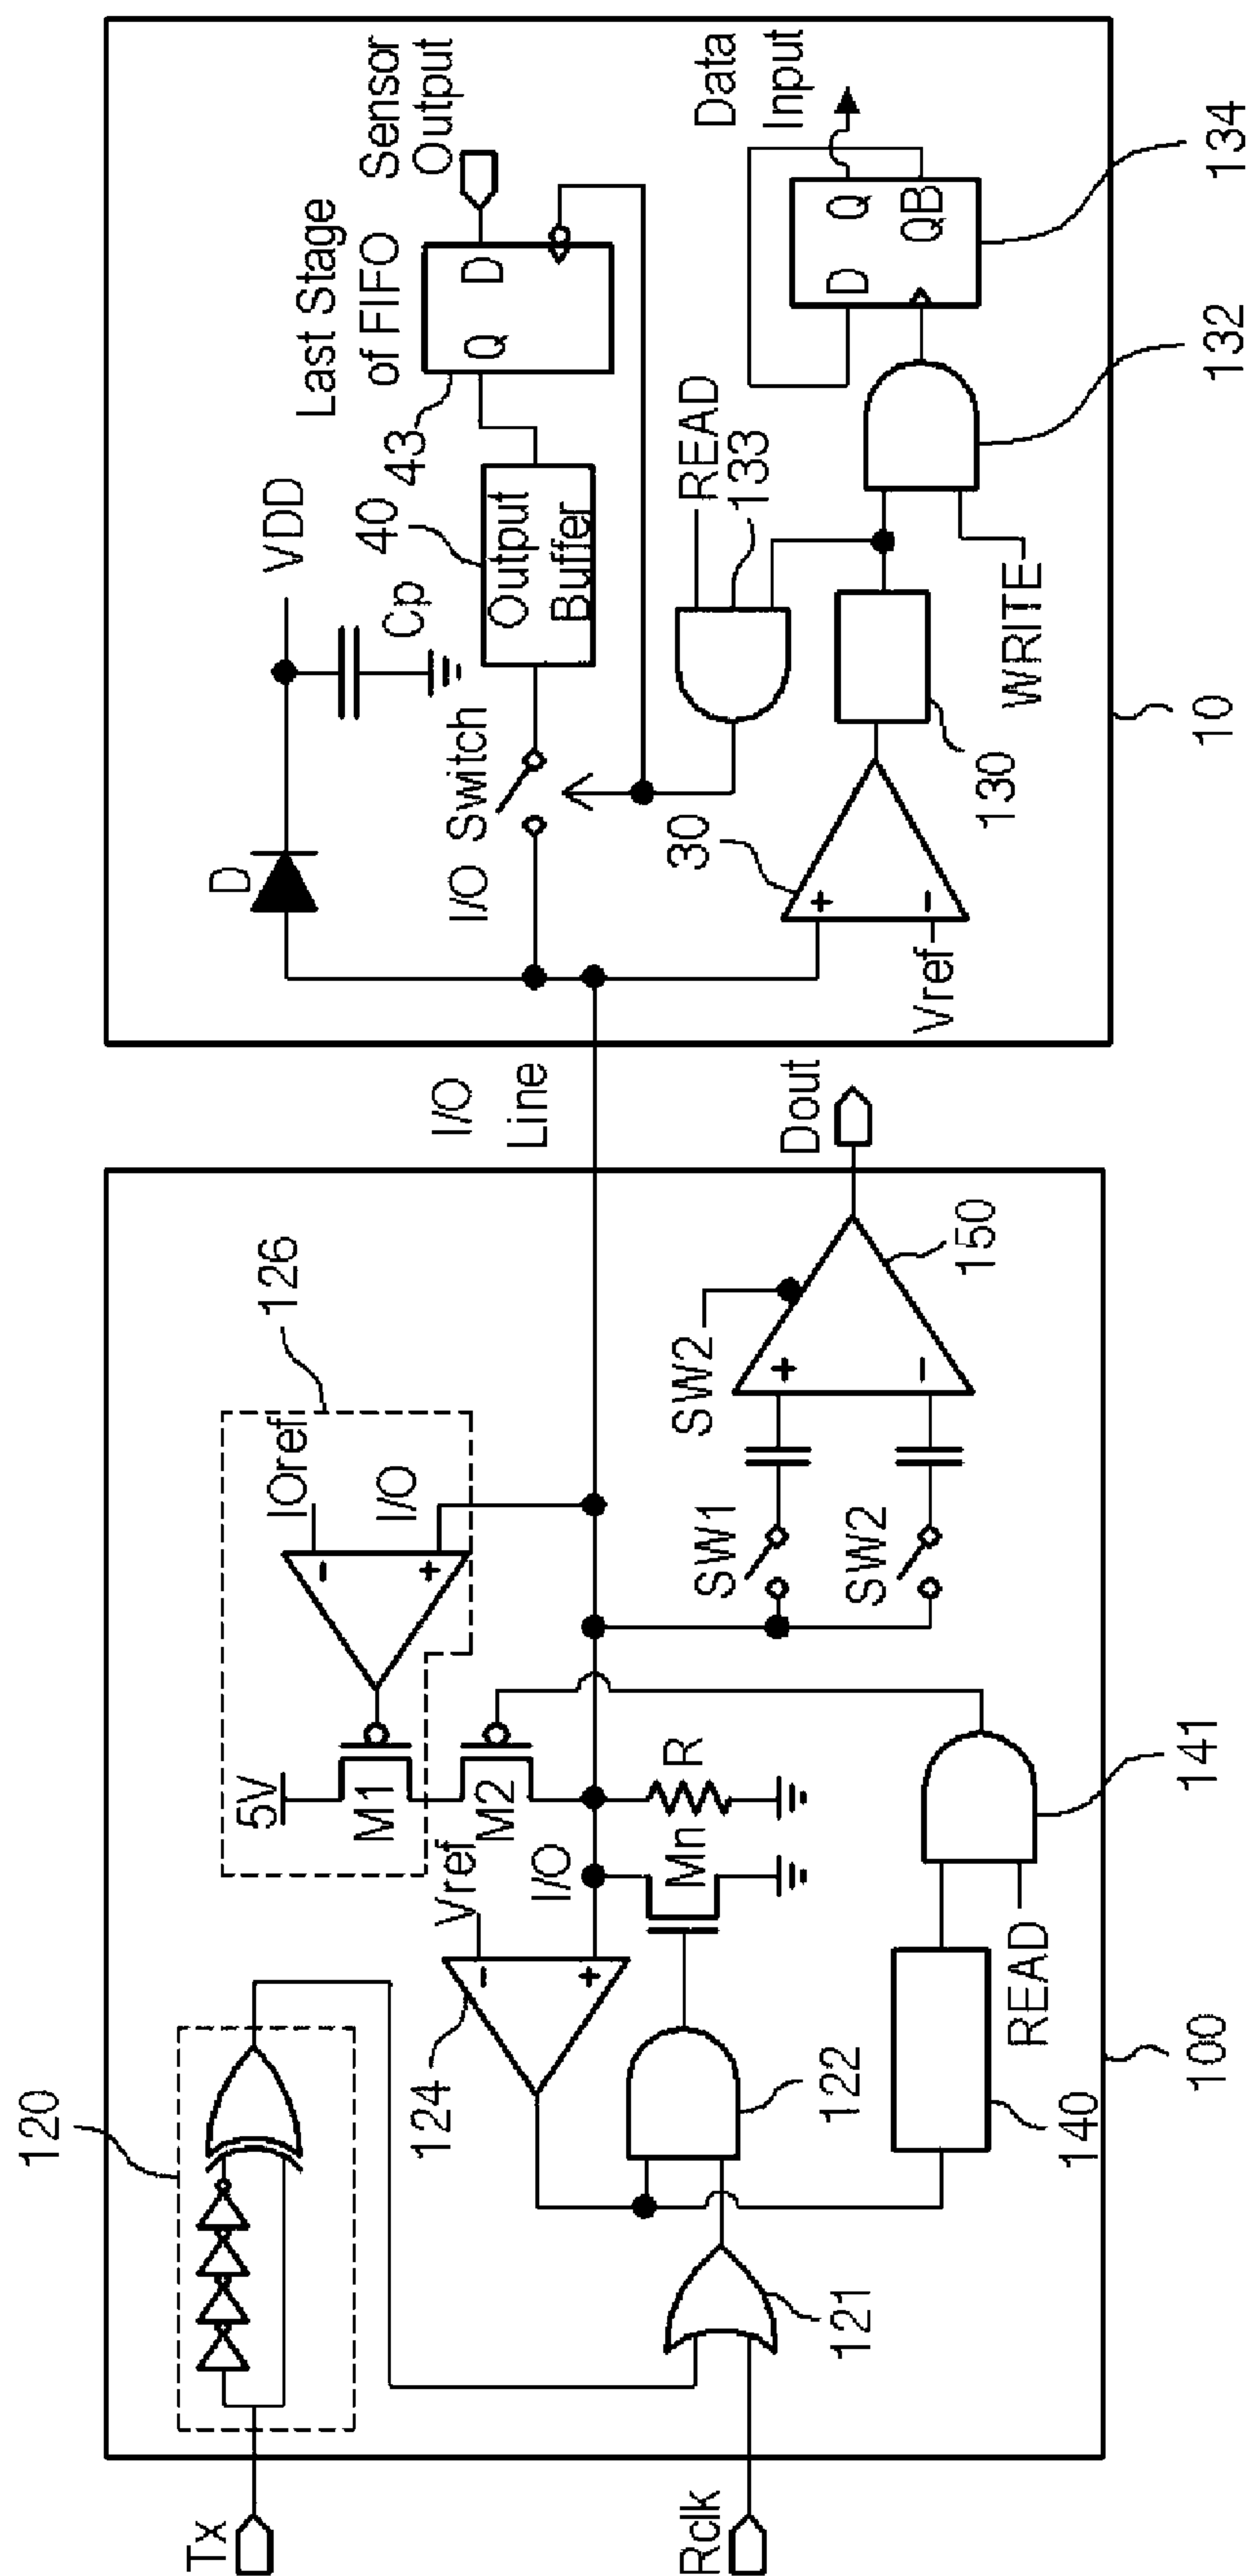 Tx
Rclk
120
124
Vref
I/O
5V
M1
M2
IOref
I/O
126
-
+
-
+
R
Mn
121
122
140
READ
141
100
SW1
SW2
SW2
+
-
150
Dout
I/O
Line
D
VDD
Cp
I/O Switch
40
Output
Buffer
43
Last Stage
of FIFO
Q
D
Sensor
Output
READ
133
30
+
-
Vref
130
WRITE
10
132
D
Q
QB
134
Data
Input